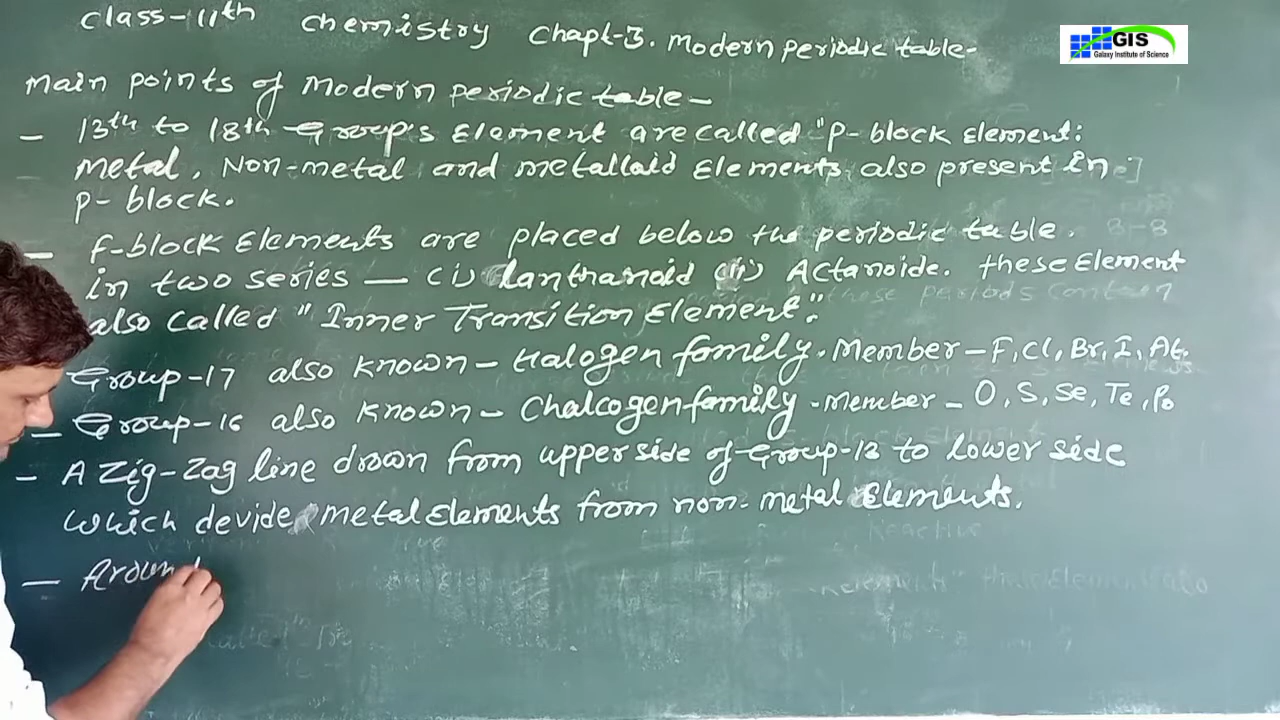 class-11th chemistry Chapt-3. Modern periodic table-
GIS
Galaxy Institute of Science
Main points of Modern periodic table-
- 13th to 18th Group's Element are called "P-block Element:
Metal, Non-metal and metalloid Elements also present in
P-block.
- F-block Elements are placed below the periodic table.
in two series — (i) Lanthanoid (ii) Actanoide. these Element
also called "Inner Transition Element".
Group-17 also known - Halogen family. Member - F, Cl, Br, I, At.
- Group-16 also known - Chalcogen family. Member - O, S, Se, Te, Po
- A Zig-Zag line drown from upper side of Group-13 to lower side
which devide metal Elements from non-metal Elements.
- Aroun